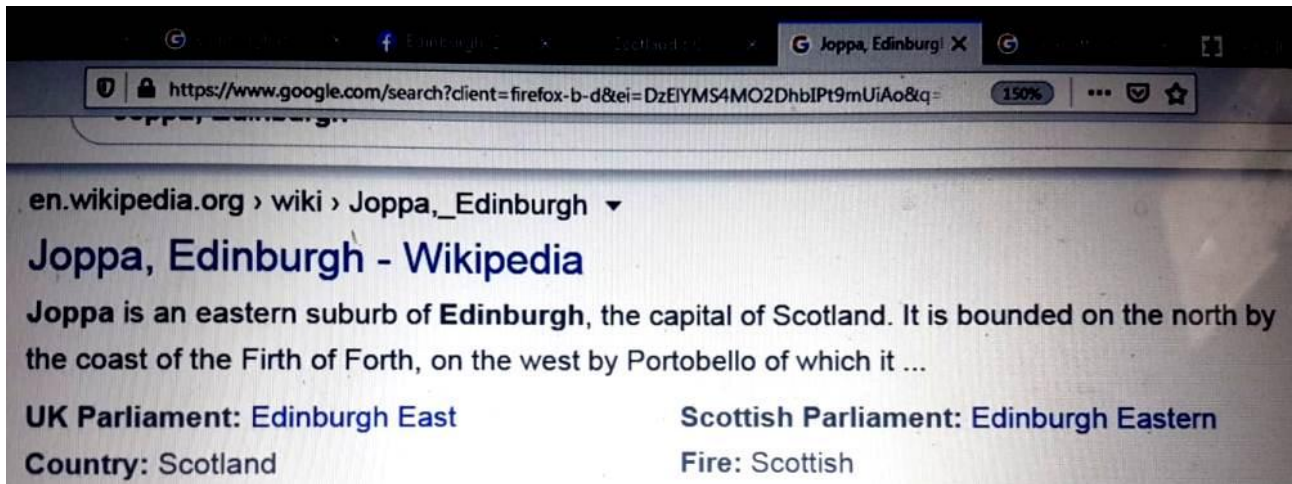 Joppa, Edinburgl
https://www.google.com/search?client=firefox-b-d&ei=DzElYMS4MO2DhbIPt9mUiAo&q=
150%
Joppa, Edinburgh
en.wikipedia.org › wiki › Joppa,_Edinburgh
Joppa, Edinburgh - Wikipedia
Joppa is an eastern suburb of Edinburgh, the capital of Scotland. It is bounded on the north by
the coast of the Firth of Forth, on the west by Portobello of which it ...
UK Parliament: Edinburgh East Scottish Parliament: Edinburgh Eastern
Country: Scotland Fire: Scottish